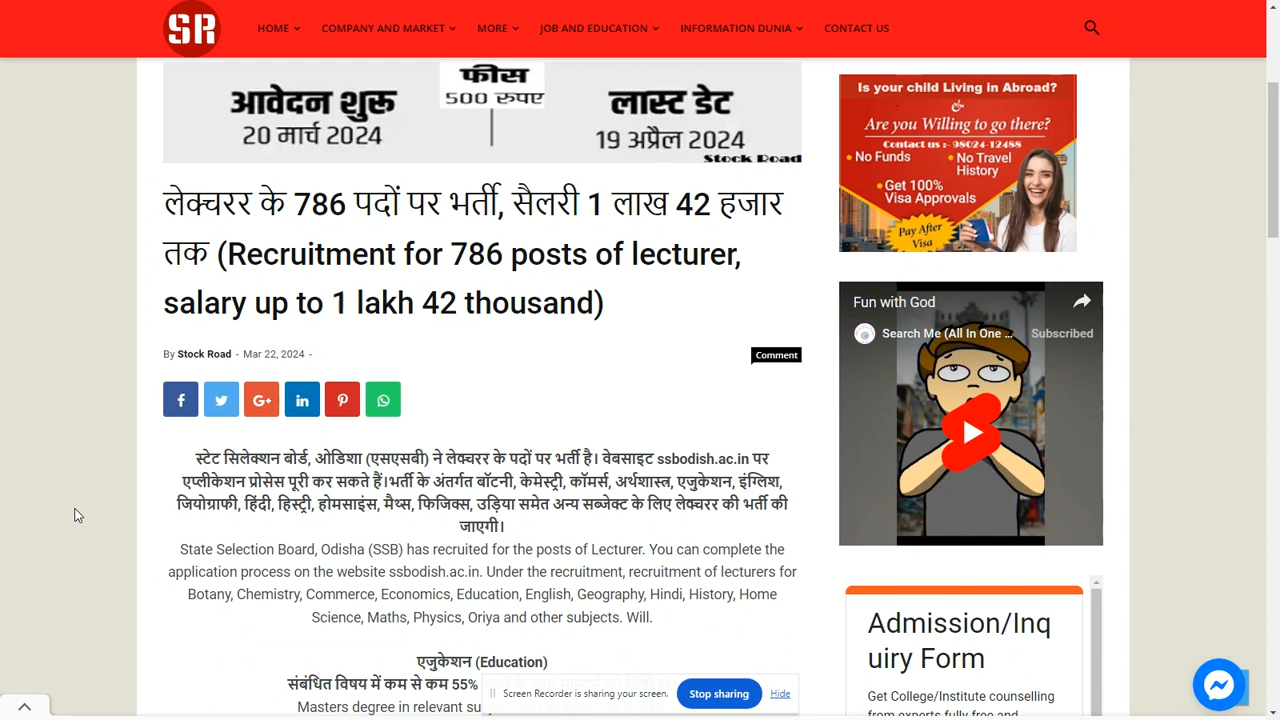 SR
HOME
COMPANY AND MARKET
MORE
JOB AND EDUCATION
INFORMATION DUNIA
CONTACT US
आवेदन शुरू
20 मार्च 2024
फीस
500 रुपए
लास्ट डेट
19 अप्रैल 2024
Stock Road
लेक्चरर के 786 पदों पर भर्ती, सैलरी 1 लाख 42 हजार
तक (Recruitment for 786 posts of lecturer,
salary up to 1 lakh 42 thousand)
By Stock Road - Mar 22, 2024 -
Comment
स्टेट सिलेक्शन बोर्ड, ओडिशा (एसएसबी) ने लेक्चरर के पदों पर भर्ती है। वेबसाइट ssbodish.ac.in पर
एप्लीकेशन प्रोसेस पूरी कर सकते हैं।भर्ती के अंतर्गत बॉटनी, केमेस्ट्री, कॉमर्स, अर्थशास्त्र, एजुकेशन, इंग्लिश,
जियोग्राफी, हिंदी, हिस्ट्री, होमसाइंस, मैथ्स, फिजिक्स, उड़िया समेत अन्य सब्जेक्ट के लिए लेक्चरर की भर्ती की
जाएगी।
State Selection Board, Odisha (SSB) has recruited for the posts of Lecturer. You can complete the
application process on the website ssbodish.ac.in. Under the recruitment, recruitment of lecturers for
Botany, Chemistry, Commerce, Economics, Education, English, Geography, Hindi, History, Home
Science, Maths, Physics, Oriya and other subjects. Will.
एजुकेशन (Education)
संबंधित विषय में कम से कम 55%
Masters degree in relevant su
Is your child Living in Abroad?
&
Are you Willing to go there?
Contact us :- 98024-12488
No Funds
No Travel
History
Get 100%
Visa Approvals
Pay After
Visa
Fun with God
Search Me (All In One ...
Subscribed
Admission/Inq
uiry Form
Get College/Institute counselling
Screen Recorder is sharing your screen.
Stop sharing
Hide